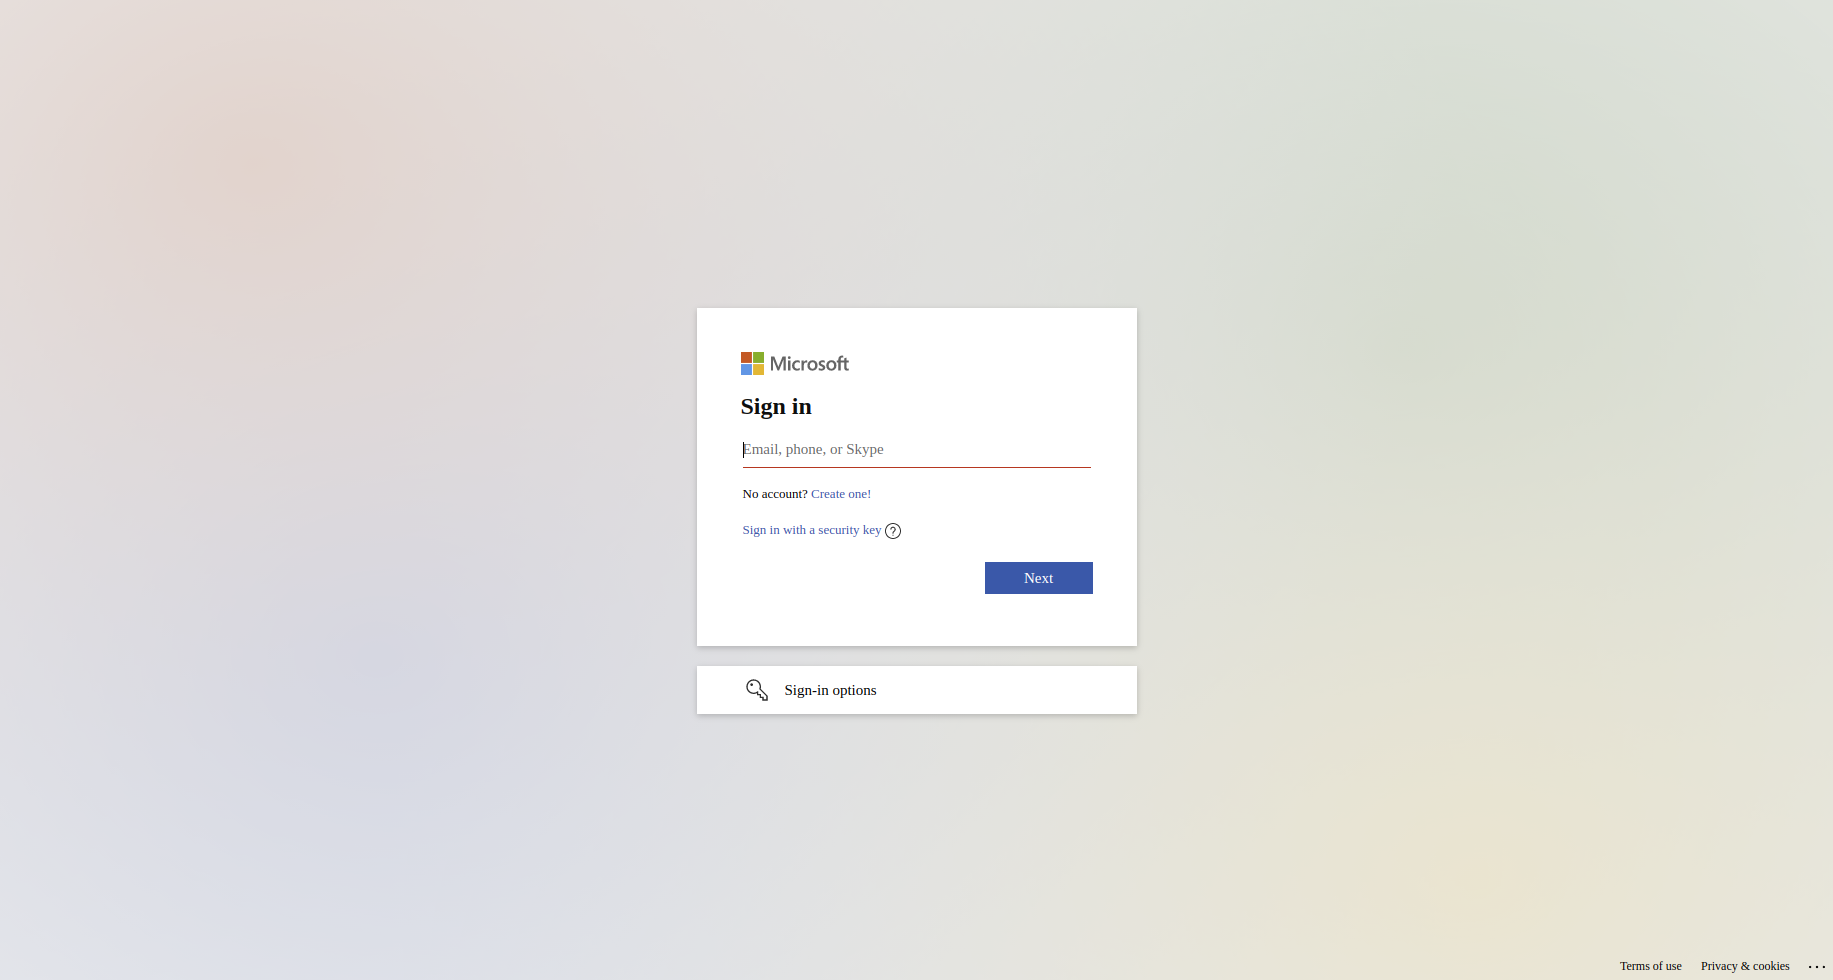 Microsoft
Sign in
Email, phone, or Skype
No account? Create one!
Sign in with a security key ?
Next
Sign-in options
Terms of use Privacy & cookies ...